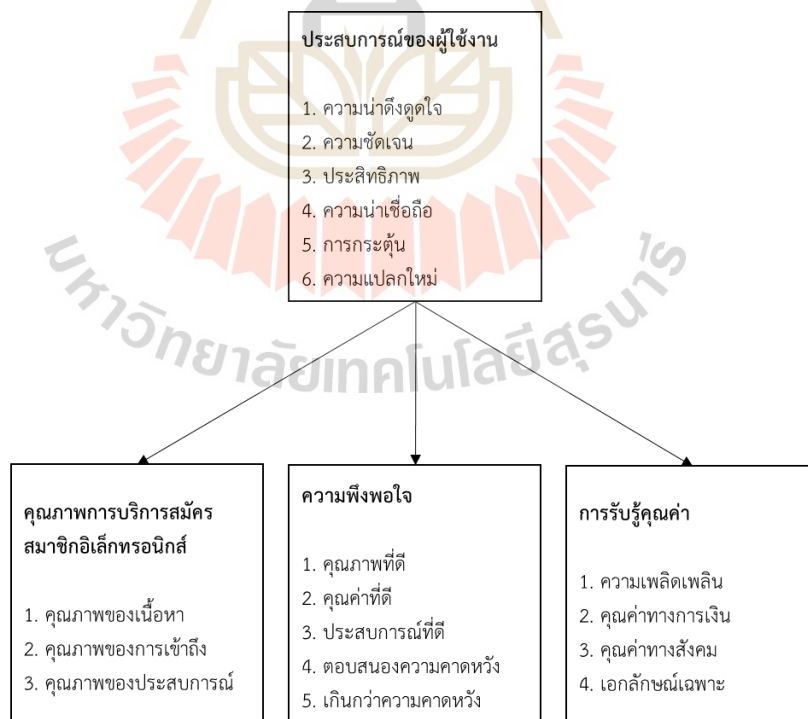 ประสบการณ์ของผู้ใช้งาน
1. ความน่าดึงดูดใจ
2. ความชัดเจน
3. ประสิทธิภาพ
4. ความน่าเชื่อถือ
5. การกระตุ้น
6. ความแปลกใหม่
มหาวิทยาลัยเทคโนโลยีสุรนารี
คุณภาพการบริการสมัคร
สมาชิกอิเล็กทรอนิกส์
1. คุณภาพของเนื้อหา
2. คุณภาพของการเข้าถึง
3. คุณภาพของประสบการณ์
ความพึงพอใจ
1. คุณภาพที่ดี
2. คุณค่าที่ดี
3. ประสบการณ์ที่ดี
4. ตอบสนองความคาดหวัง
5. เกินกว่าความคาดหวัง
การรับรู้คุณค่า
1. ความเพลิดเพลิน
2. คุณค่าทางการเงิน
3. คุณค่าทางสังคม
4. เอกลักษณ์เฉพาะ